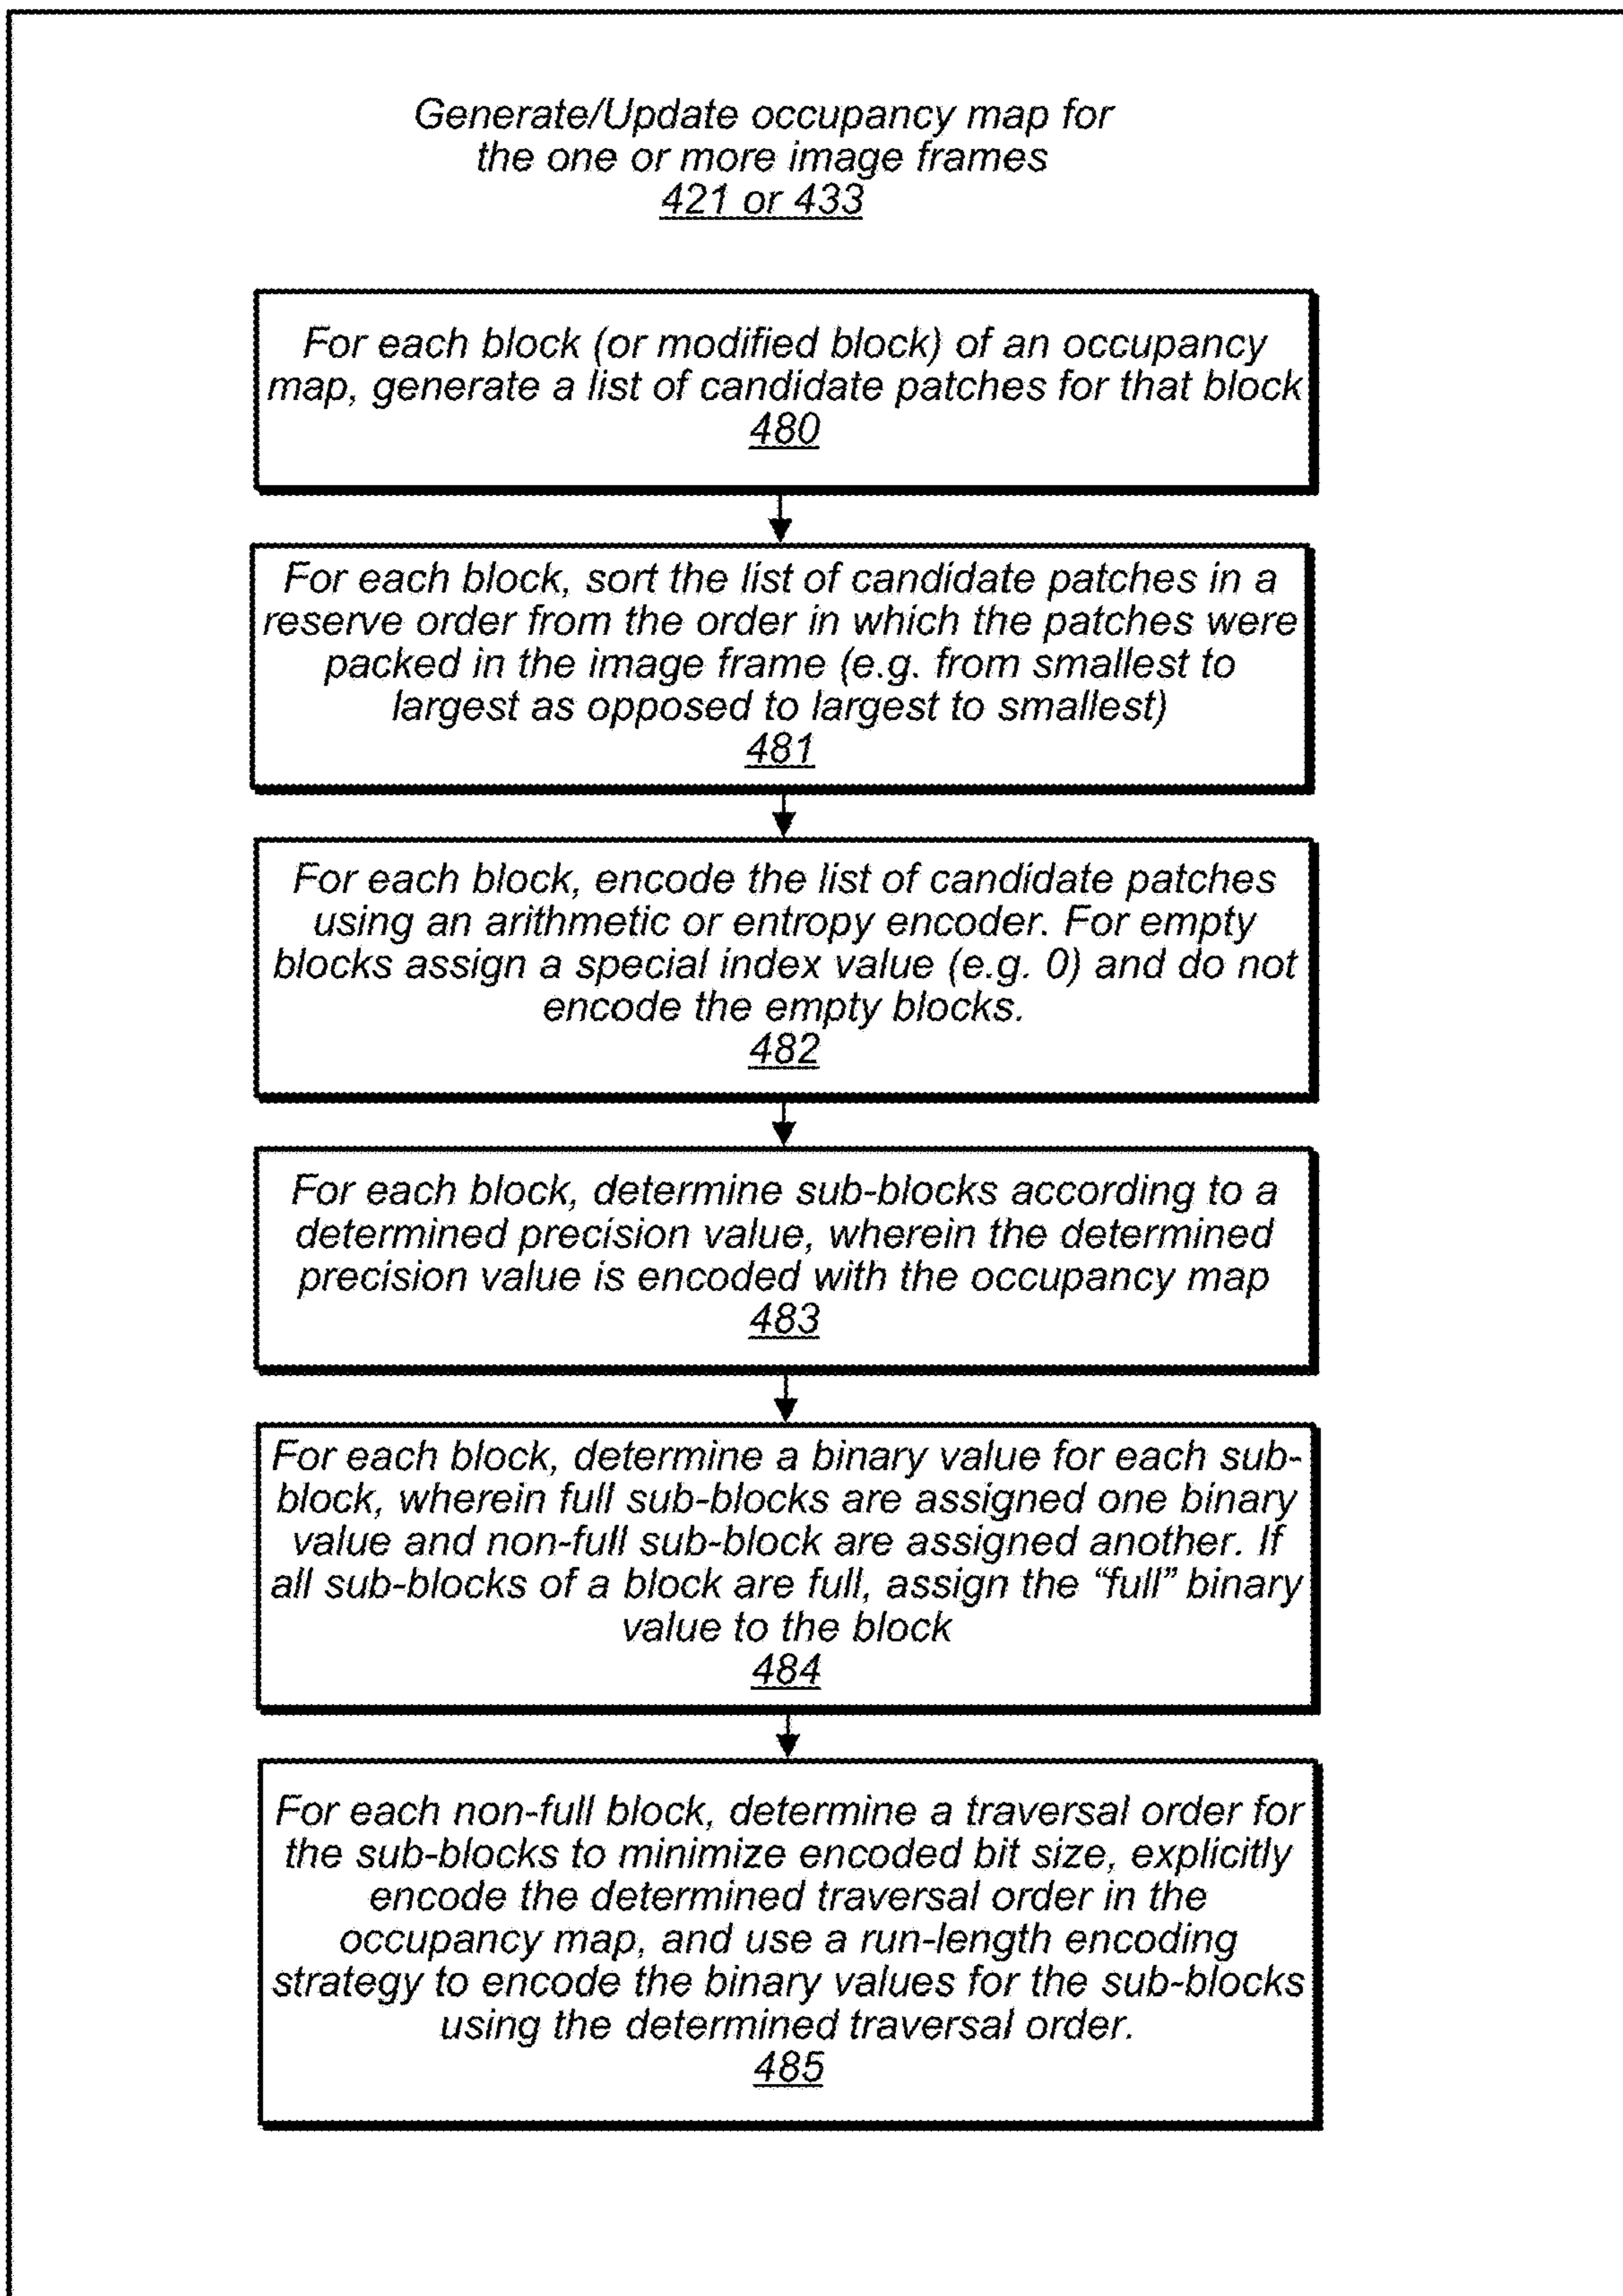 Generate/Update occupancy map for
the one or more image frames
421 or 433
For each block (or modified block) of an occupancy
map, generate a list of candidate patches for that block
480
For each block, sort the list of candidate patches in a
reserve order from the order in which the patches were
packed in the image frame (e.g. from smallest to
largest as opposed to largest to smallest)
481
For each block, encode the list of candidate patches
using an arithmetic or entropy encoder. For empty
blocks assign a special index value (e.g. 0) and do not
encode the empty blocks.
482
For each block, determine sub-blocks according to a
determined precision value, wherein the determined
precision value is encoded with the occupancy map
483
For each block, determine a binary value for each sub-
block, wherein full sub-blocks are assigned one binary
value and non-full sub-block are assigned another. If
all sub-blocks of a block are full, assign the “full” binary
value to the block
484
For each non-full block, determine a traversal order for
the sub-blocks to minimize encoded bit size, explicitly
encode the determined traversal order in the
occupancy map, and use a run-length encoding
strategy to encode the binary values for the sub-blocks
using the determined traversal order.
485